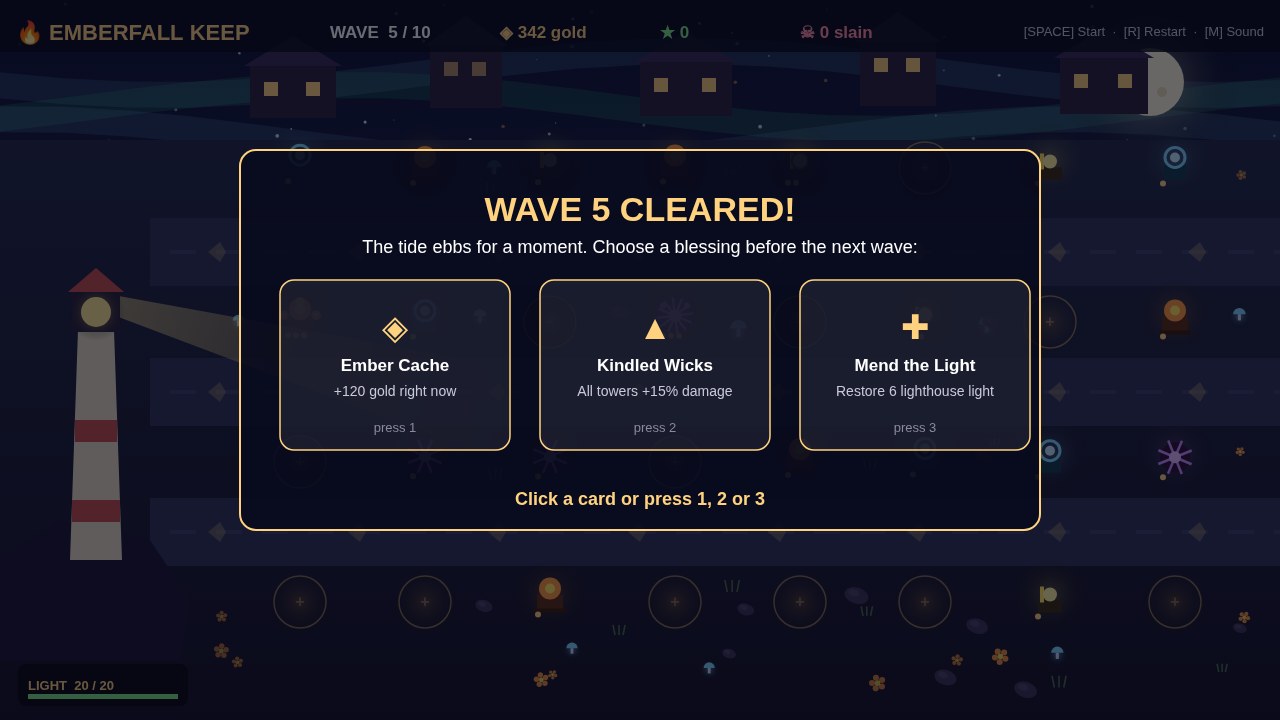 🔥 EMBERFALL KEEP
WAVE 5 / 10
◈ 342 gold
★ 0
☠ 0 slain
[SPACE] Start · [R] Restart · [M] Sound
WAVE 5 CLEARED!
The tide ebbs for a moment. Choose a blessing before the next wave:
◈
Ember Cache
+120 gold right now
press 1
▲
Kindled Wicks
All towers +15% damage
press 2
✚
Mend the Light
Restore 6 lighthouse light
press 3
Click a card or press 1, 2 or 3
LIGHT 20 / 20